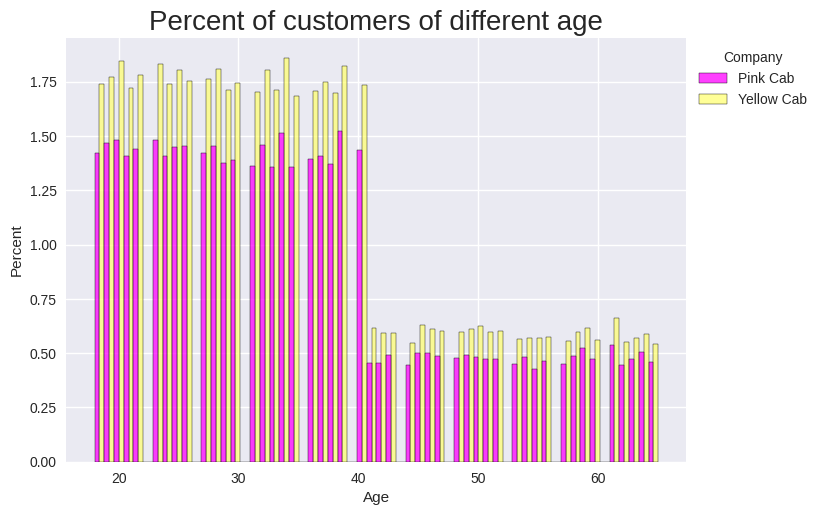 Percent of customers of different age
Company
Pink Cab
Yellow Cab
Percent
1.75
1.50
1.25
1.00
0.75
0.50
0.25
0.00
20 30 40 50 60
Age